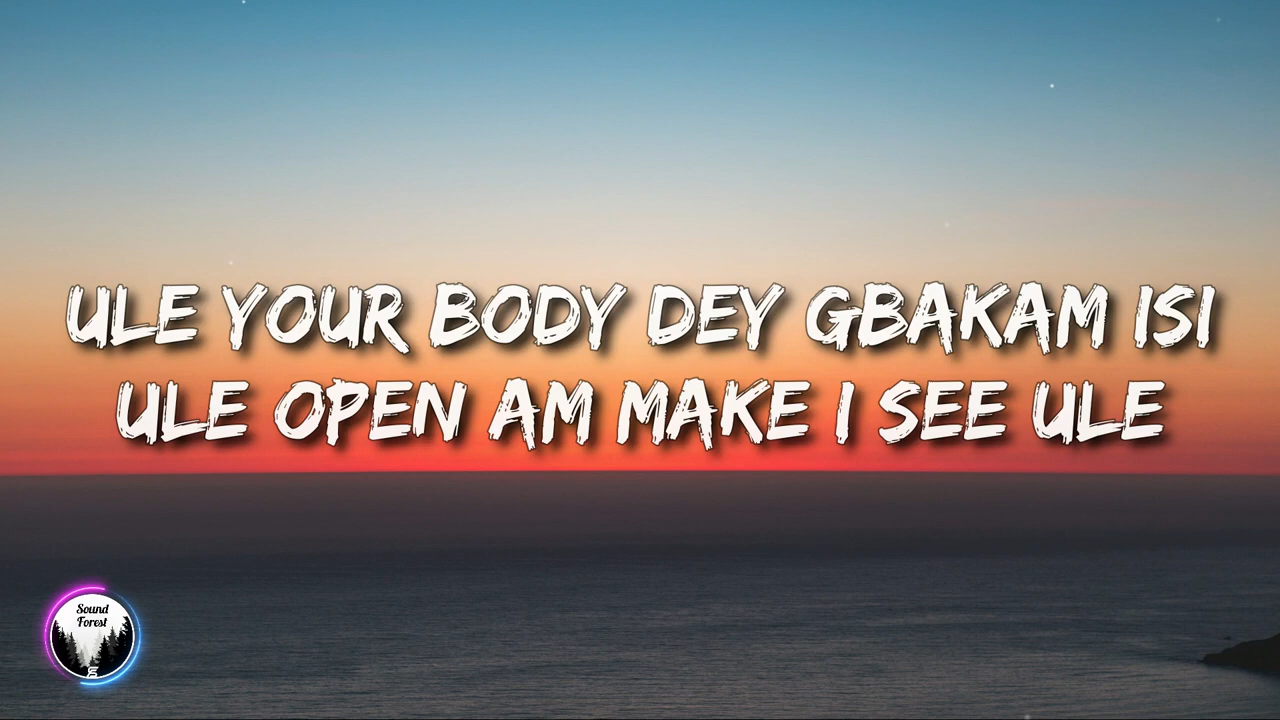 ULE YOUR BODY DEY GBAKAM ISI
ULE OPEN AM MAKE I SEE ULE
Sound
Forest